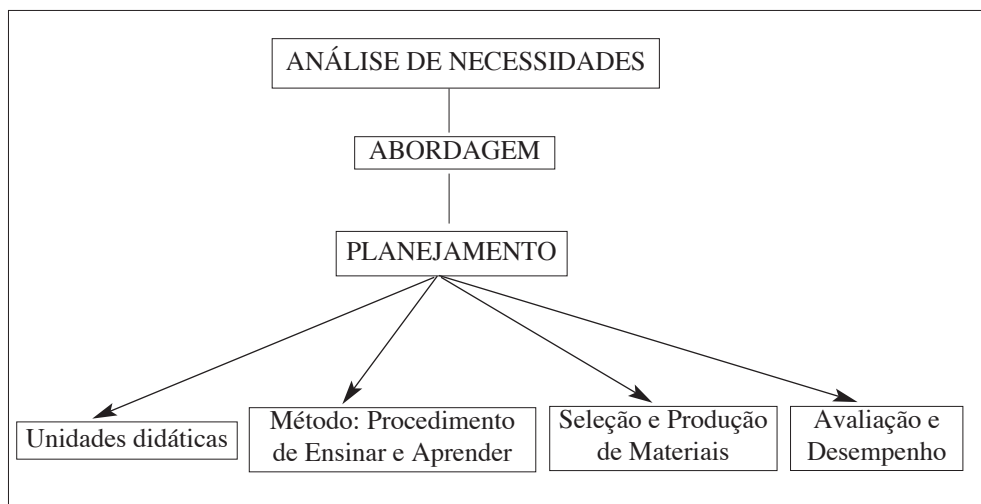 ANÁLISE DE NECESSIDADES
ABORDAGEM
PLANEJAMENTO
Unidades didáticas
Método: Procedimento
de Ensinar e Aprender
Seleção e Produção
de Materiais
Avaliação e
Desempenho